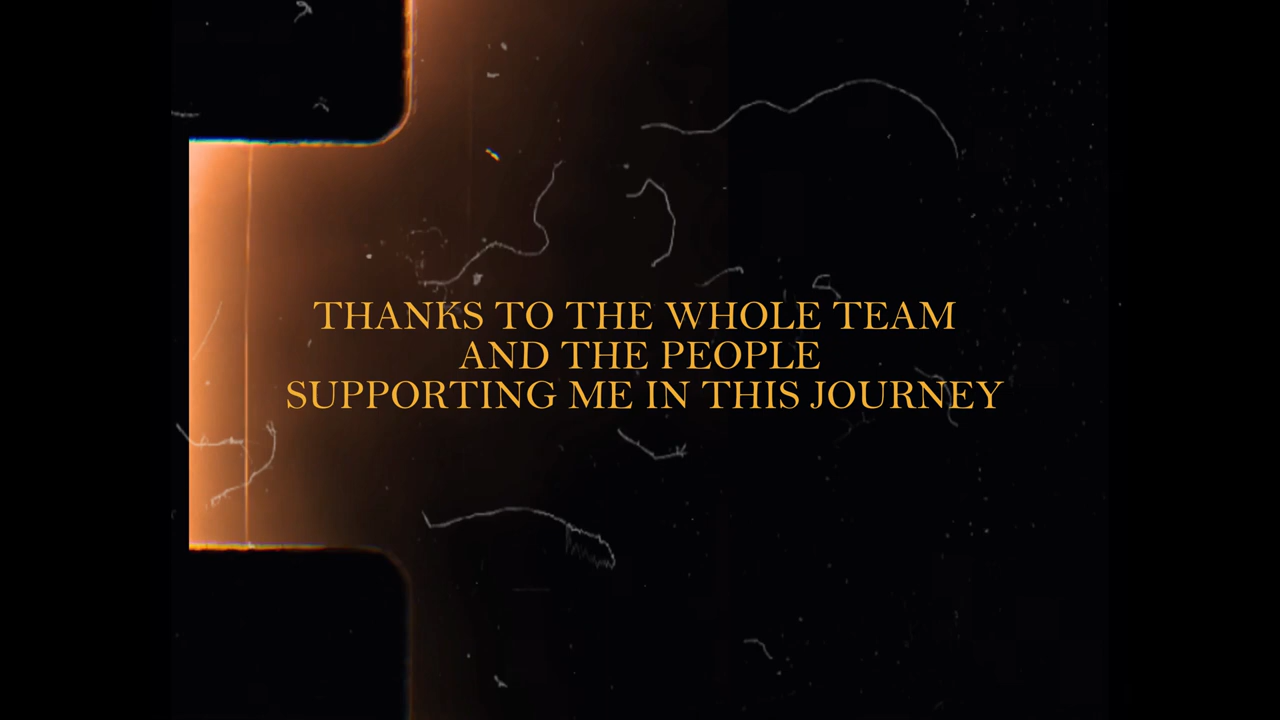 THANKS TO THE WHOLE TEAM
AND THE PEOPLE
SUPPORTING ME IN THIS JOURNEY